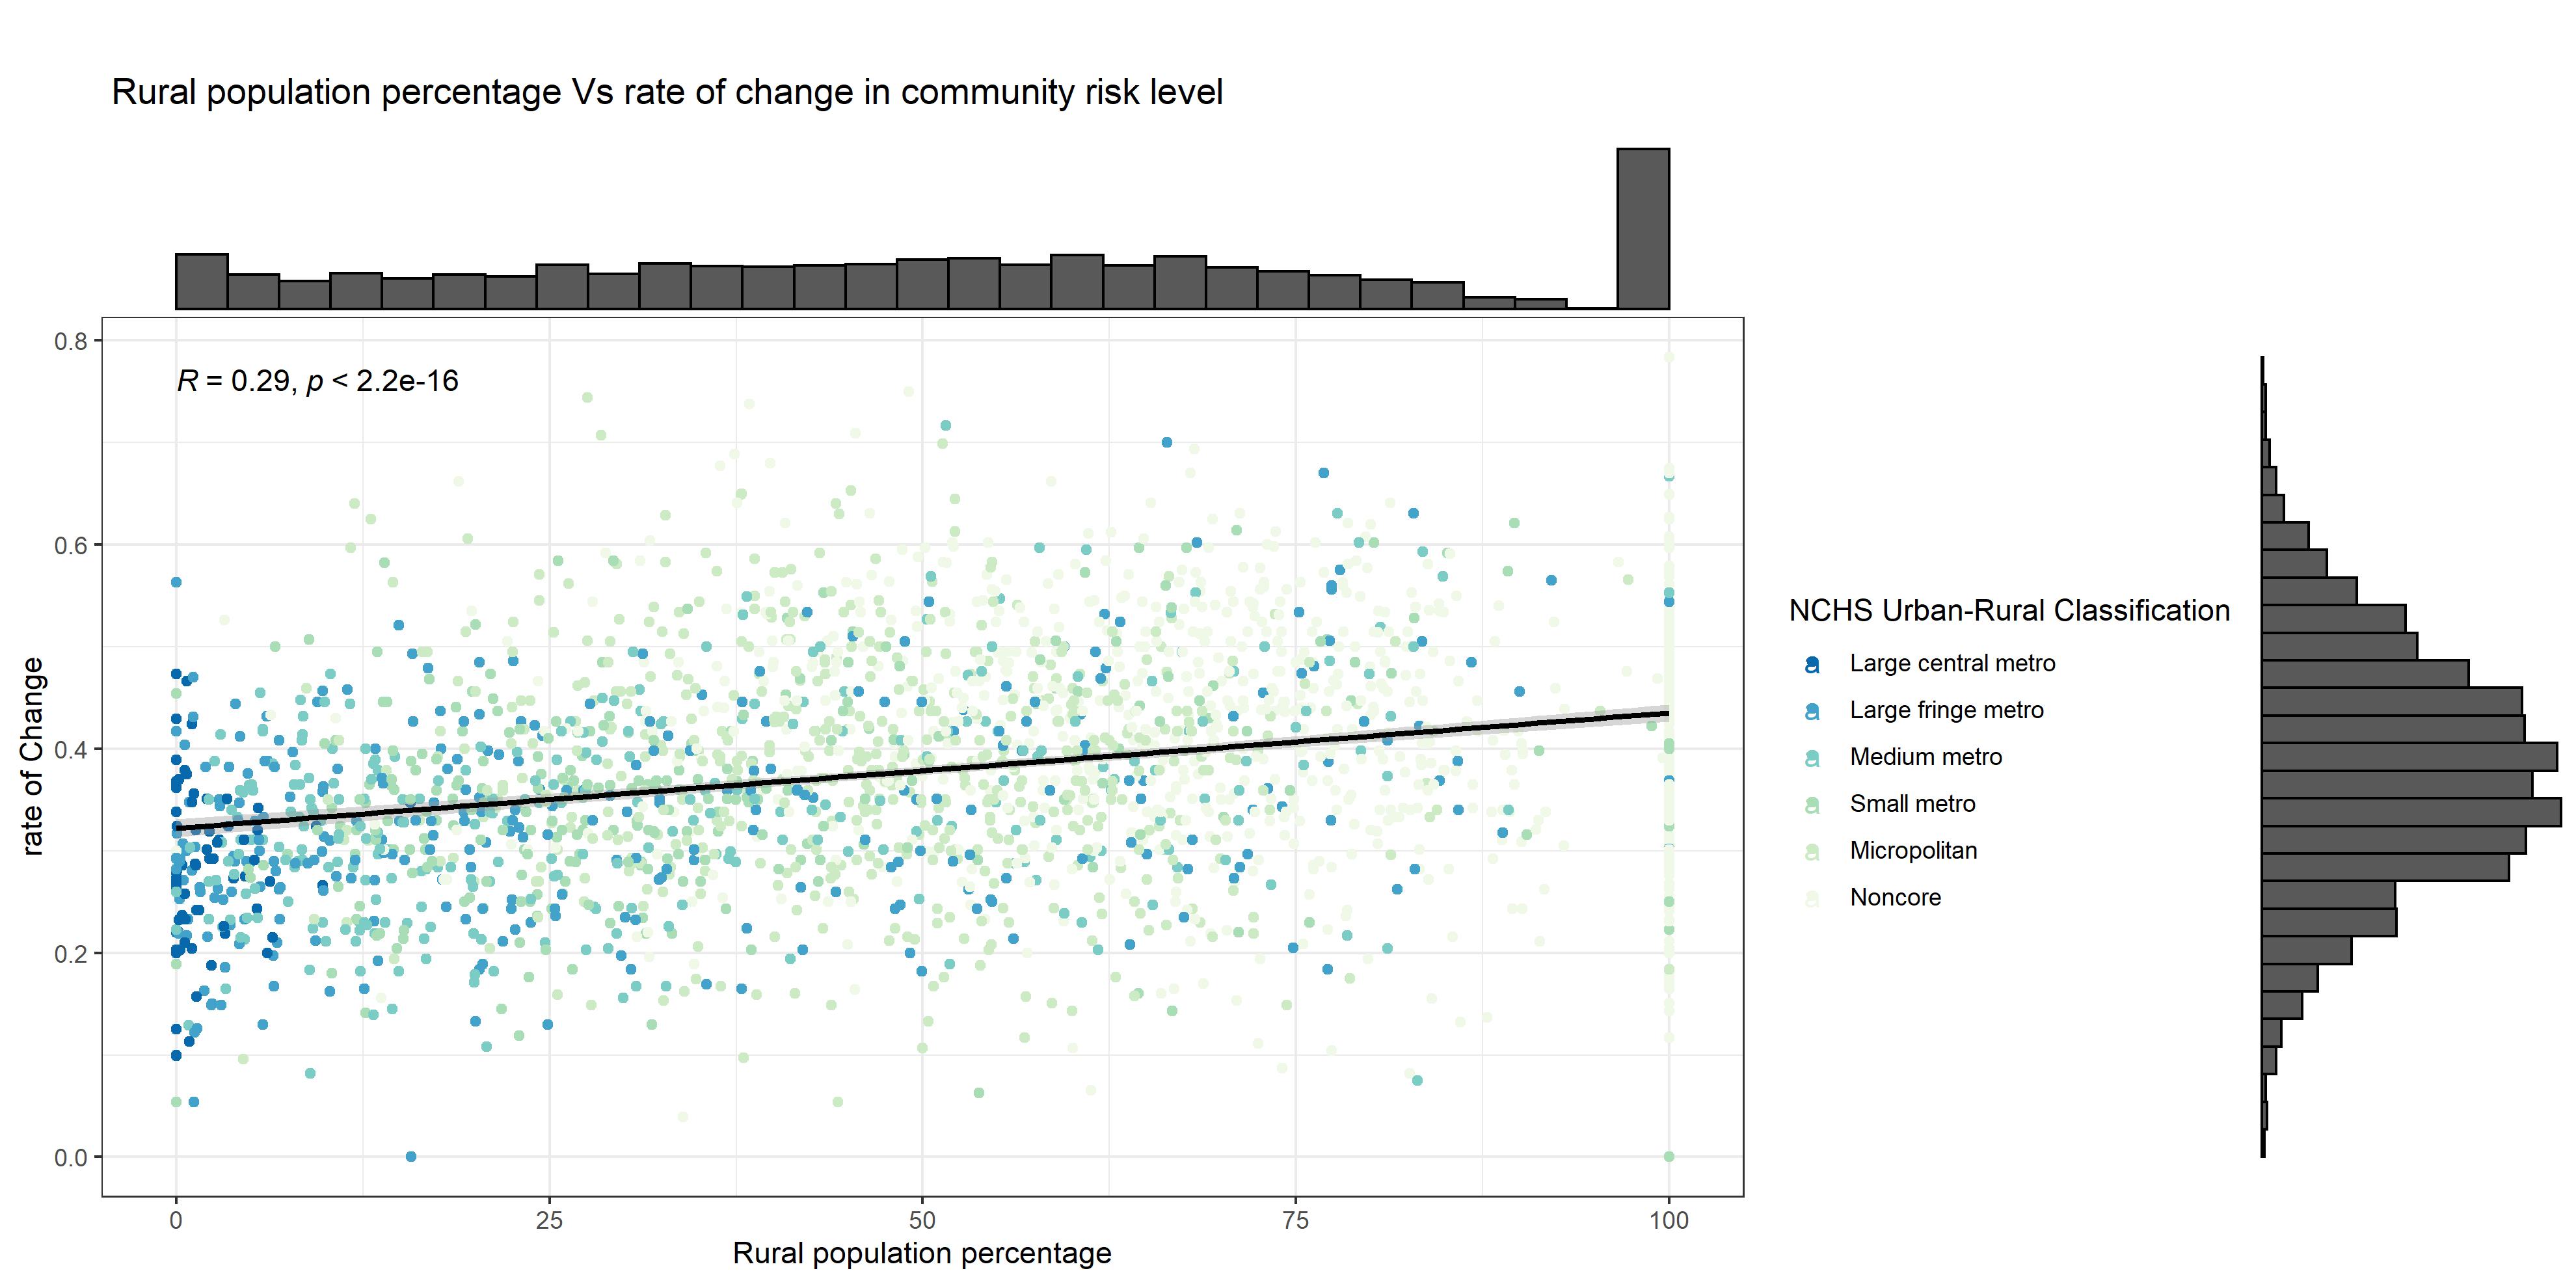 Rural population percentage Vs rate of change in community risk level
0.8
R = 0.29, p < 2.2e-16
0.6
0.4
0.2
0.0
rate of Change
0
25
50
75
100
Rural population percentage
NCHS Urban-Rural Classification
a Large central metro
a Large fringe metro
a Medium metro
a Small metro
a Micropolitan
a Noncore